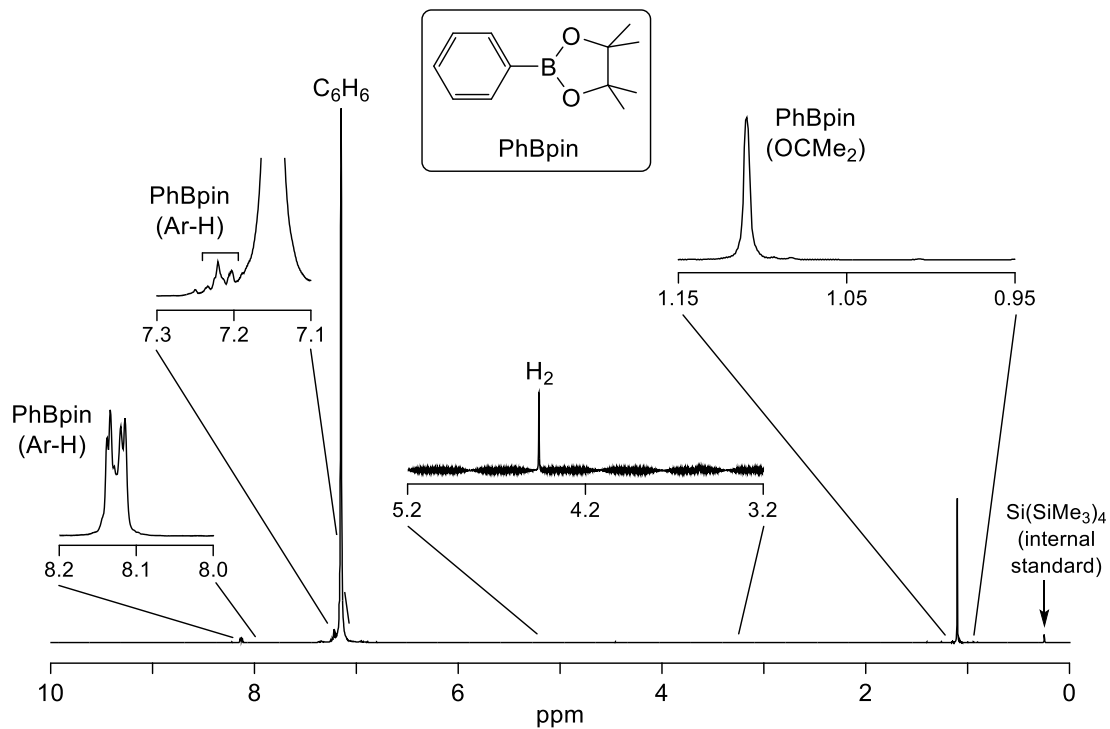 O
B
O
PhBpin
C₆H₆
PhBpin
(OCMe₂)
PhBpin
(Ar-H)
1.15
1.05
0.95
7.3
7.2
7.1
H₂
PhBpin
(Ar-H)
5.2
4.2
3.2
Si(SiMe₃)₄
(internal
standard)
8.2
8.1
8.0
10
8
6
4
2
0
ppm